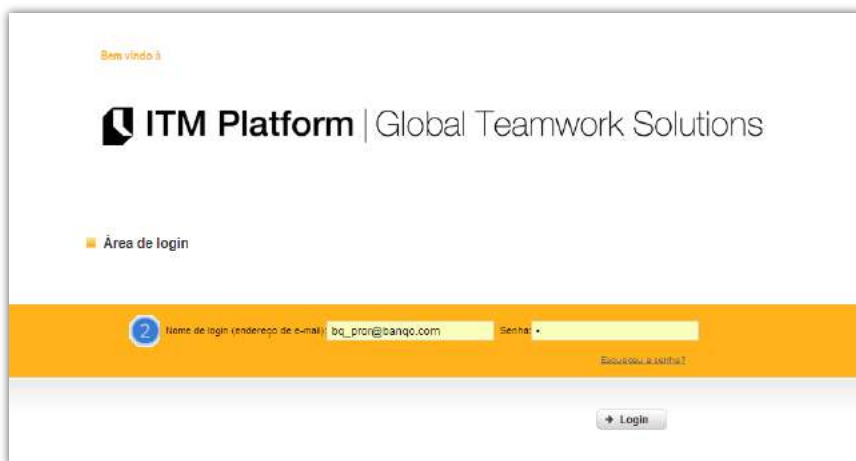 Bem vindo à
ITM Platform | Global Teamwork Solutions
Área de login
2 Nome de login (endereço de e-mail): bq_pror@banqo.com Senha: •
Esqueceu a senha?
Login